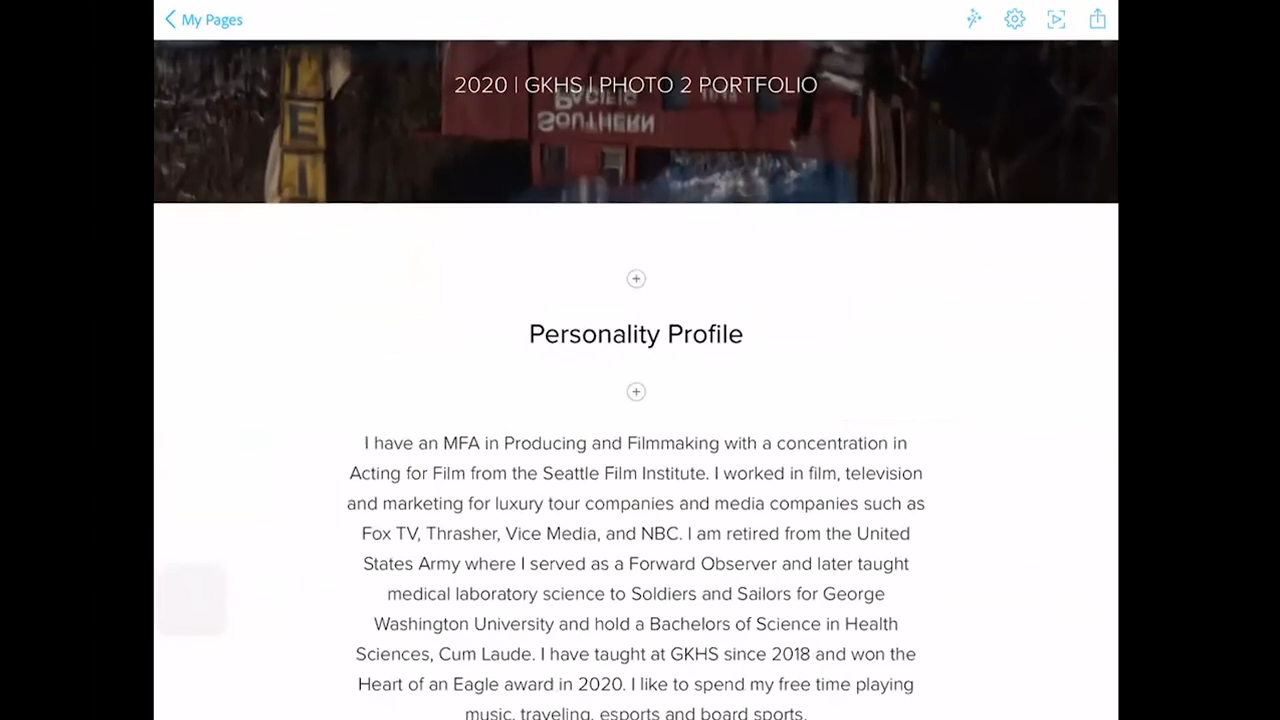 My Pages
2020 | GKHS | PHOTO 2 PORTFOLIO
PACIFIC
SOUTHERN
Personality Profile
I have an MFA in Producing and Filmmaking with a concentration in
Acting for Film from the Seattle Film Institute. I worked in film, television
and marketing for luxury tour companies and media companies such as
Fox TV, Thrasher, Vice Media, and NBC. I am retired from the United
States Army where I served as a Forward Observer and later taught
medical laboratory science to Soldiers and Sailors for George
Washington University and hold a Bachelors of Science in Health
Sciences, Cum Laude. I have taught at GKHS since 2018 and won the
Heart of an Eagle award in 2020. I like to spend my free time playing
music, traveling, esports and board sports.